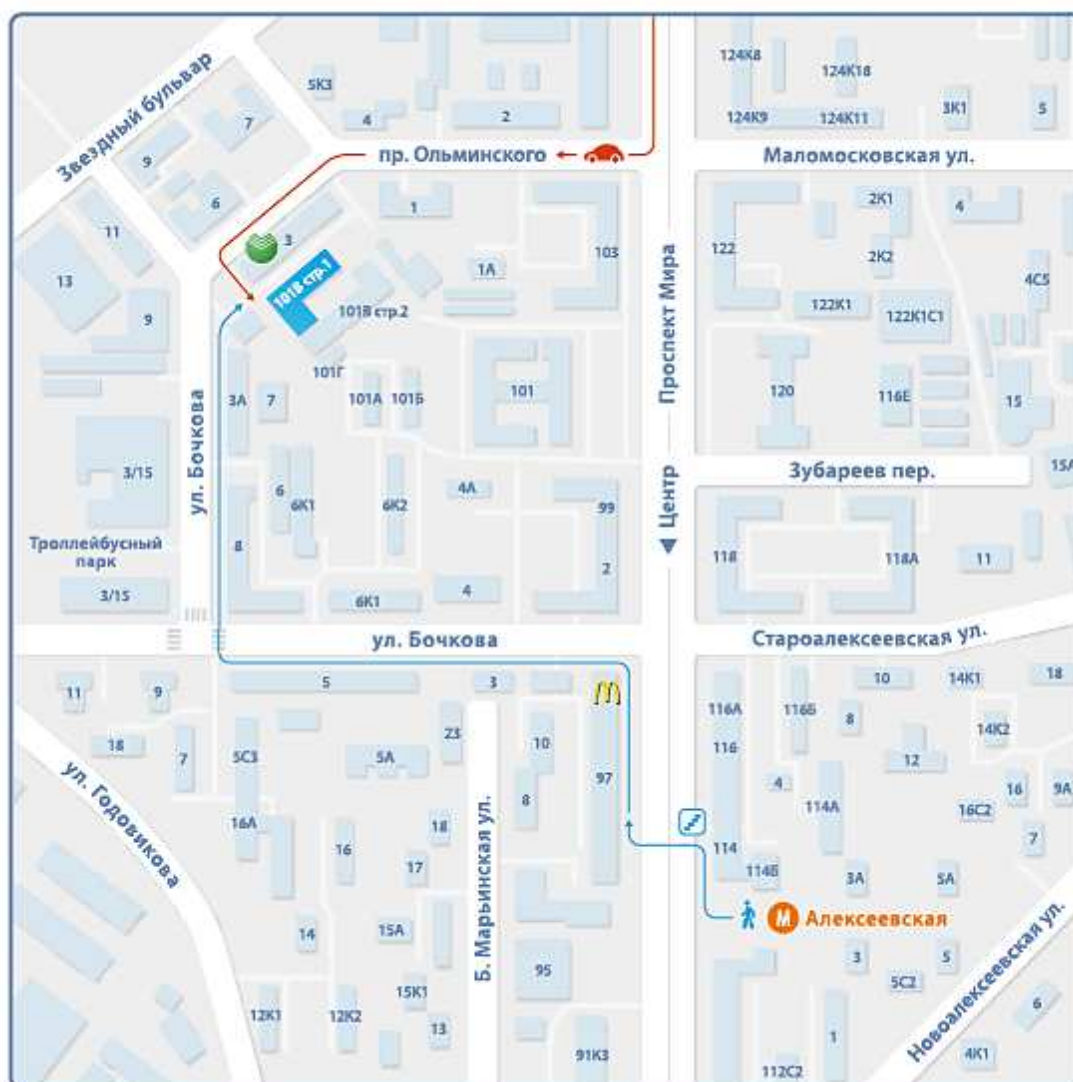 124К8
124К18
5К3
3К1
5
Звездный бульвар
7
4
2
124К9
124К11
9
пр. Ольминского
Маломосковская ул.
6
1
2К1
4
11
3
103
122
2К2
13
1А
4С5
101В стр.1
9
101В стр.2
122К1
122К1С1
Проспект Мира
101Г
3А
7
101А
101Б
101
120
116Е
15
ул. Бочкова
3/15
6
6К1
6К2
4А
Зубареев пер.
15А
99
Центр
Троллейбусный
парк
8
2
118
118А
11
3/15
6К1
4
ул. Бочкова
Староалексеевская ул.
11
9
5
3
10
14К1
18
116А
116Б
8
14К2
18
7
5С3
5А
23
10
116
12
97
4
16
9А
8
114А
16С2
ул. Годовикова
16А
16
18
7
Б. Марьинская ул.
17
114
114Б
3А
5А
М Алексеевская
14
15А
95
3
5
5С2
Новоалексеевская ул.
12К1
12К2
15К1
13
6
1
91К3
4К1
112С2